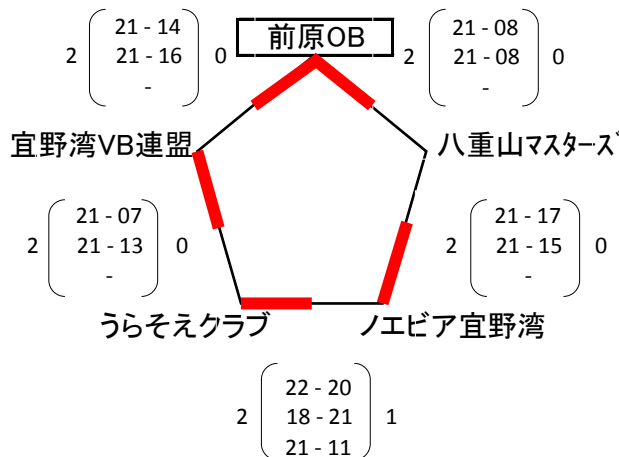 前原OB
2 21 - 14 0
21 - 16
-
2 21 - 08 0
21 - 08
-
宜野湾VB連盟
八重山マスターズ
2 21 - 07 0
21 - 13
-
2 21 - 17 0
21 - 15
-
うらそえクラブ
ノエビア宜野湾
2 22 - 20 1
18 - 21
21 - 11